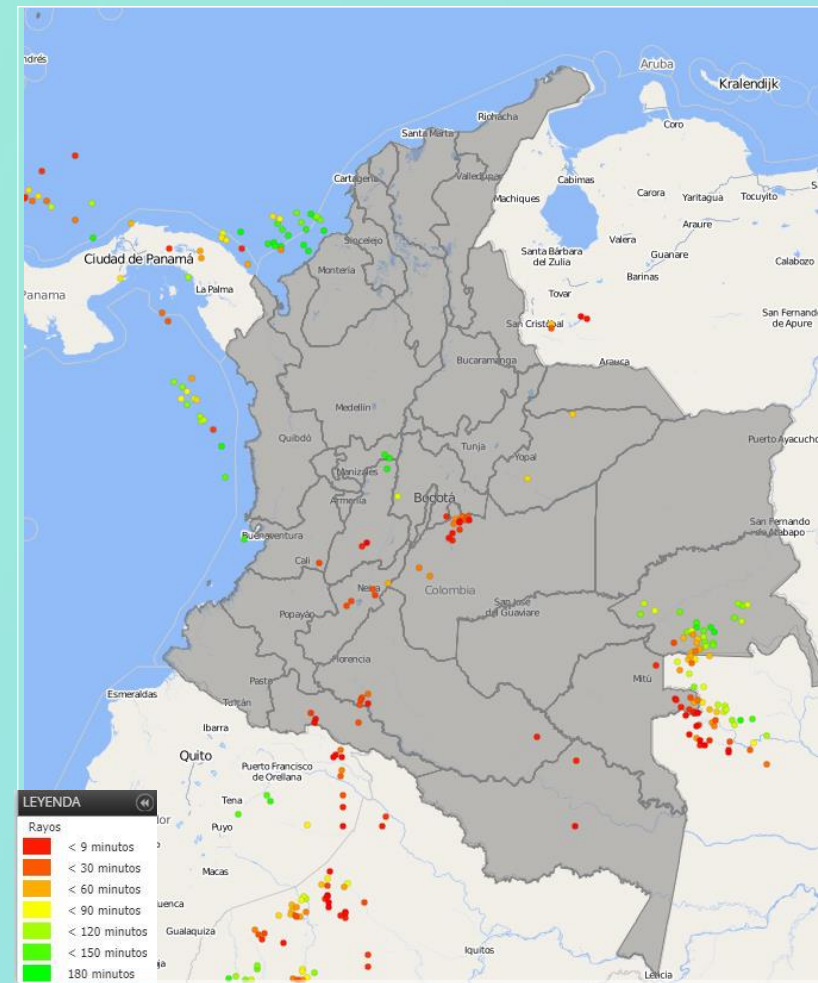 ndrés
Aruba
Kralendijk
Riohacha
Santa Marta
Coro
Cartagena
Valledupar
Cabimas
Machiques
Carora
Yaritagua
Tocuyito
Sincelejo
Araure
Valera
Ciudad de Panamá
Santa Bárbara
del Zulia
Guanare
Calabozo
Montería
Barinas
La Palma
Panama
Tovar
San Fernando
de Apure
San Cristóbal
Bucaramanga
Arauca
Medellín
Quibdó
Tunja
Puerto Ayacucho
Yopal
Manizales
Bogotá
Armenia
San Fernando
de Atabapo
Buenaventura
Cali
Neiva
Colombia
San José
del Guaviare
Popayán
Florencia
Mitú
Pasto
Esmeraldas
Tulcán
Ibarra
Quito
Puerto Francisco
de Orellana
Tena
Puyo
Macas
Gualaquiza
Iquitos
Leticia
LEYENDA
Rayos
< 9 minutos
< 30 minutos
< 60 minutos
< 90 minutos
< 120 minutos
< 150 minutos
180 minutos